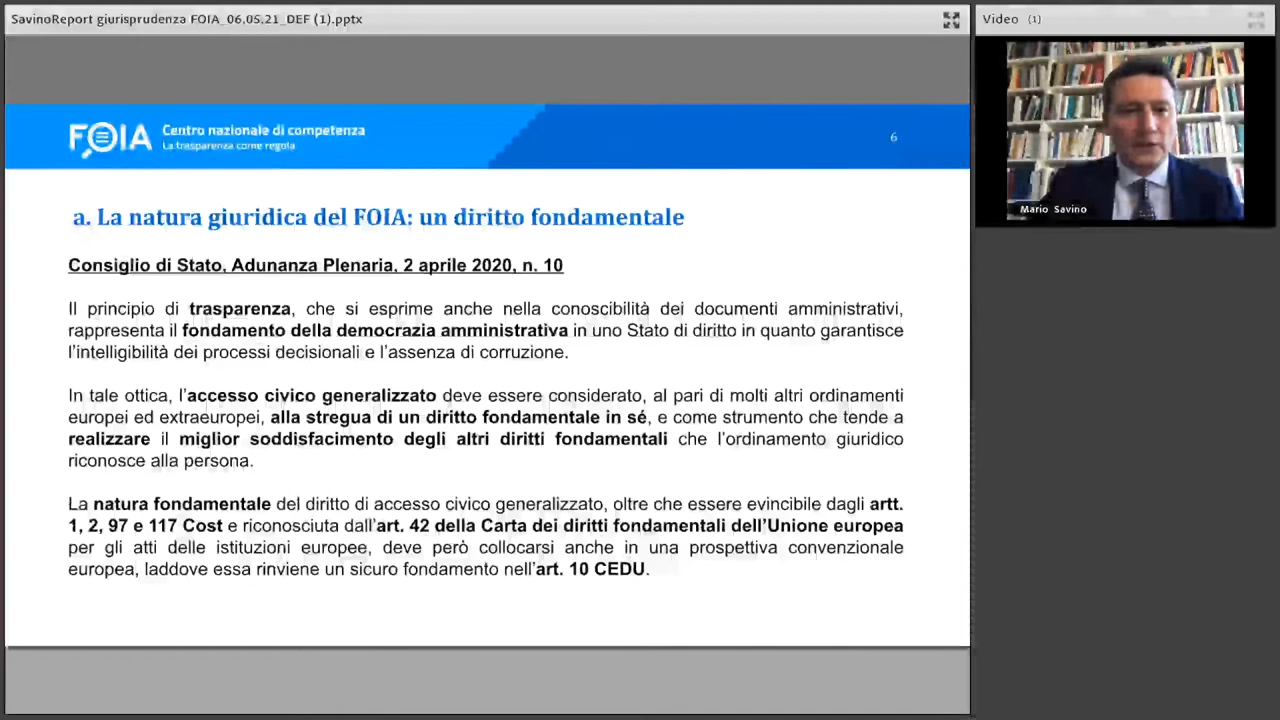 SavinoReport giurisprudenza FOIA_06.05.21_DEF (1).pptx
Video (1)
FOIA
Centro nazionale di competenza
La trasparenza come regola
6
Mario Savino
a. La natura giuridica del FOIA: un diritto fondamentale
Consiglio di Stato, Adunanza Plenaria, 2 aprile 2020, n. 10
Il principio di trasparenza, che si esprime anche nella conoscibilità dei documenti amministrativi,
rappresenta il fondamento della democrazia amministrativa in uno Stato di diritto in quanto garantisce
l’intelligibilità dei processi decisionali e l’assenza di corruzione.
In tale ottica, l’accesso civico generalizzato deve essere considerato, al pari di molti altri ordinamenti
europei ed extraeuropei, alla stregua di un diritto fondamentale in sé, e come strumento che tende a
realizzare il miglior soddisfacimento degli altri diritti fondamentali che l’ordinamento giuridico
riconosce alla persona.
La natura fondamentale del diritto di accesso civico generalizzato, oltre che essere evincibile dagli artt.
1, 2, 97 e 117 Cost e riconosciuta dall’art. 42 della Carta dei diritti fondamentali dell’Unione europea
per gli atti delle istituzioni europee, deve però collocarsi anche in una prospettiva convenzionale
europea, laddove essa rinviene un sicuro fondamento nell’art. 10 CEDU.